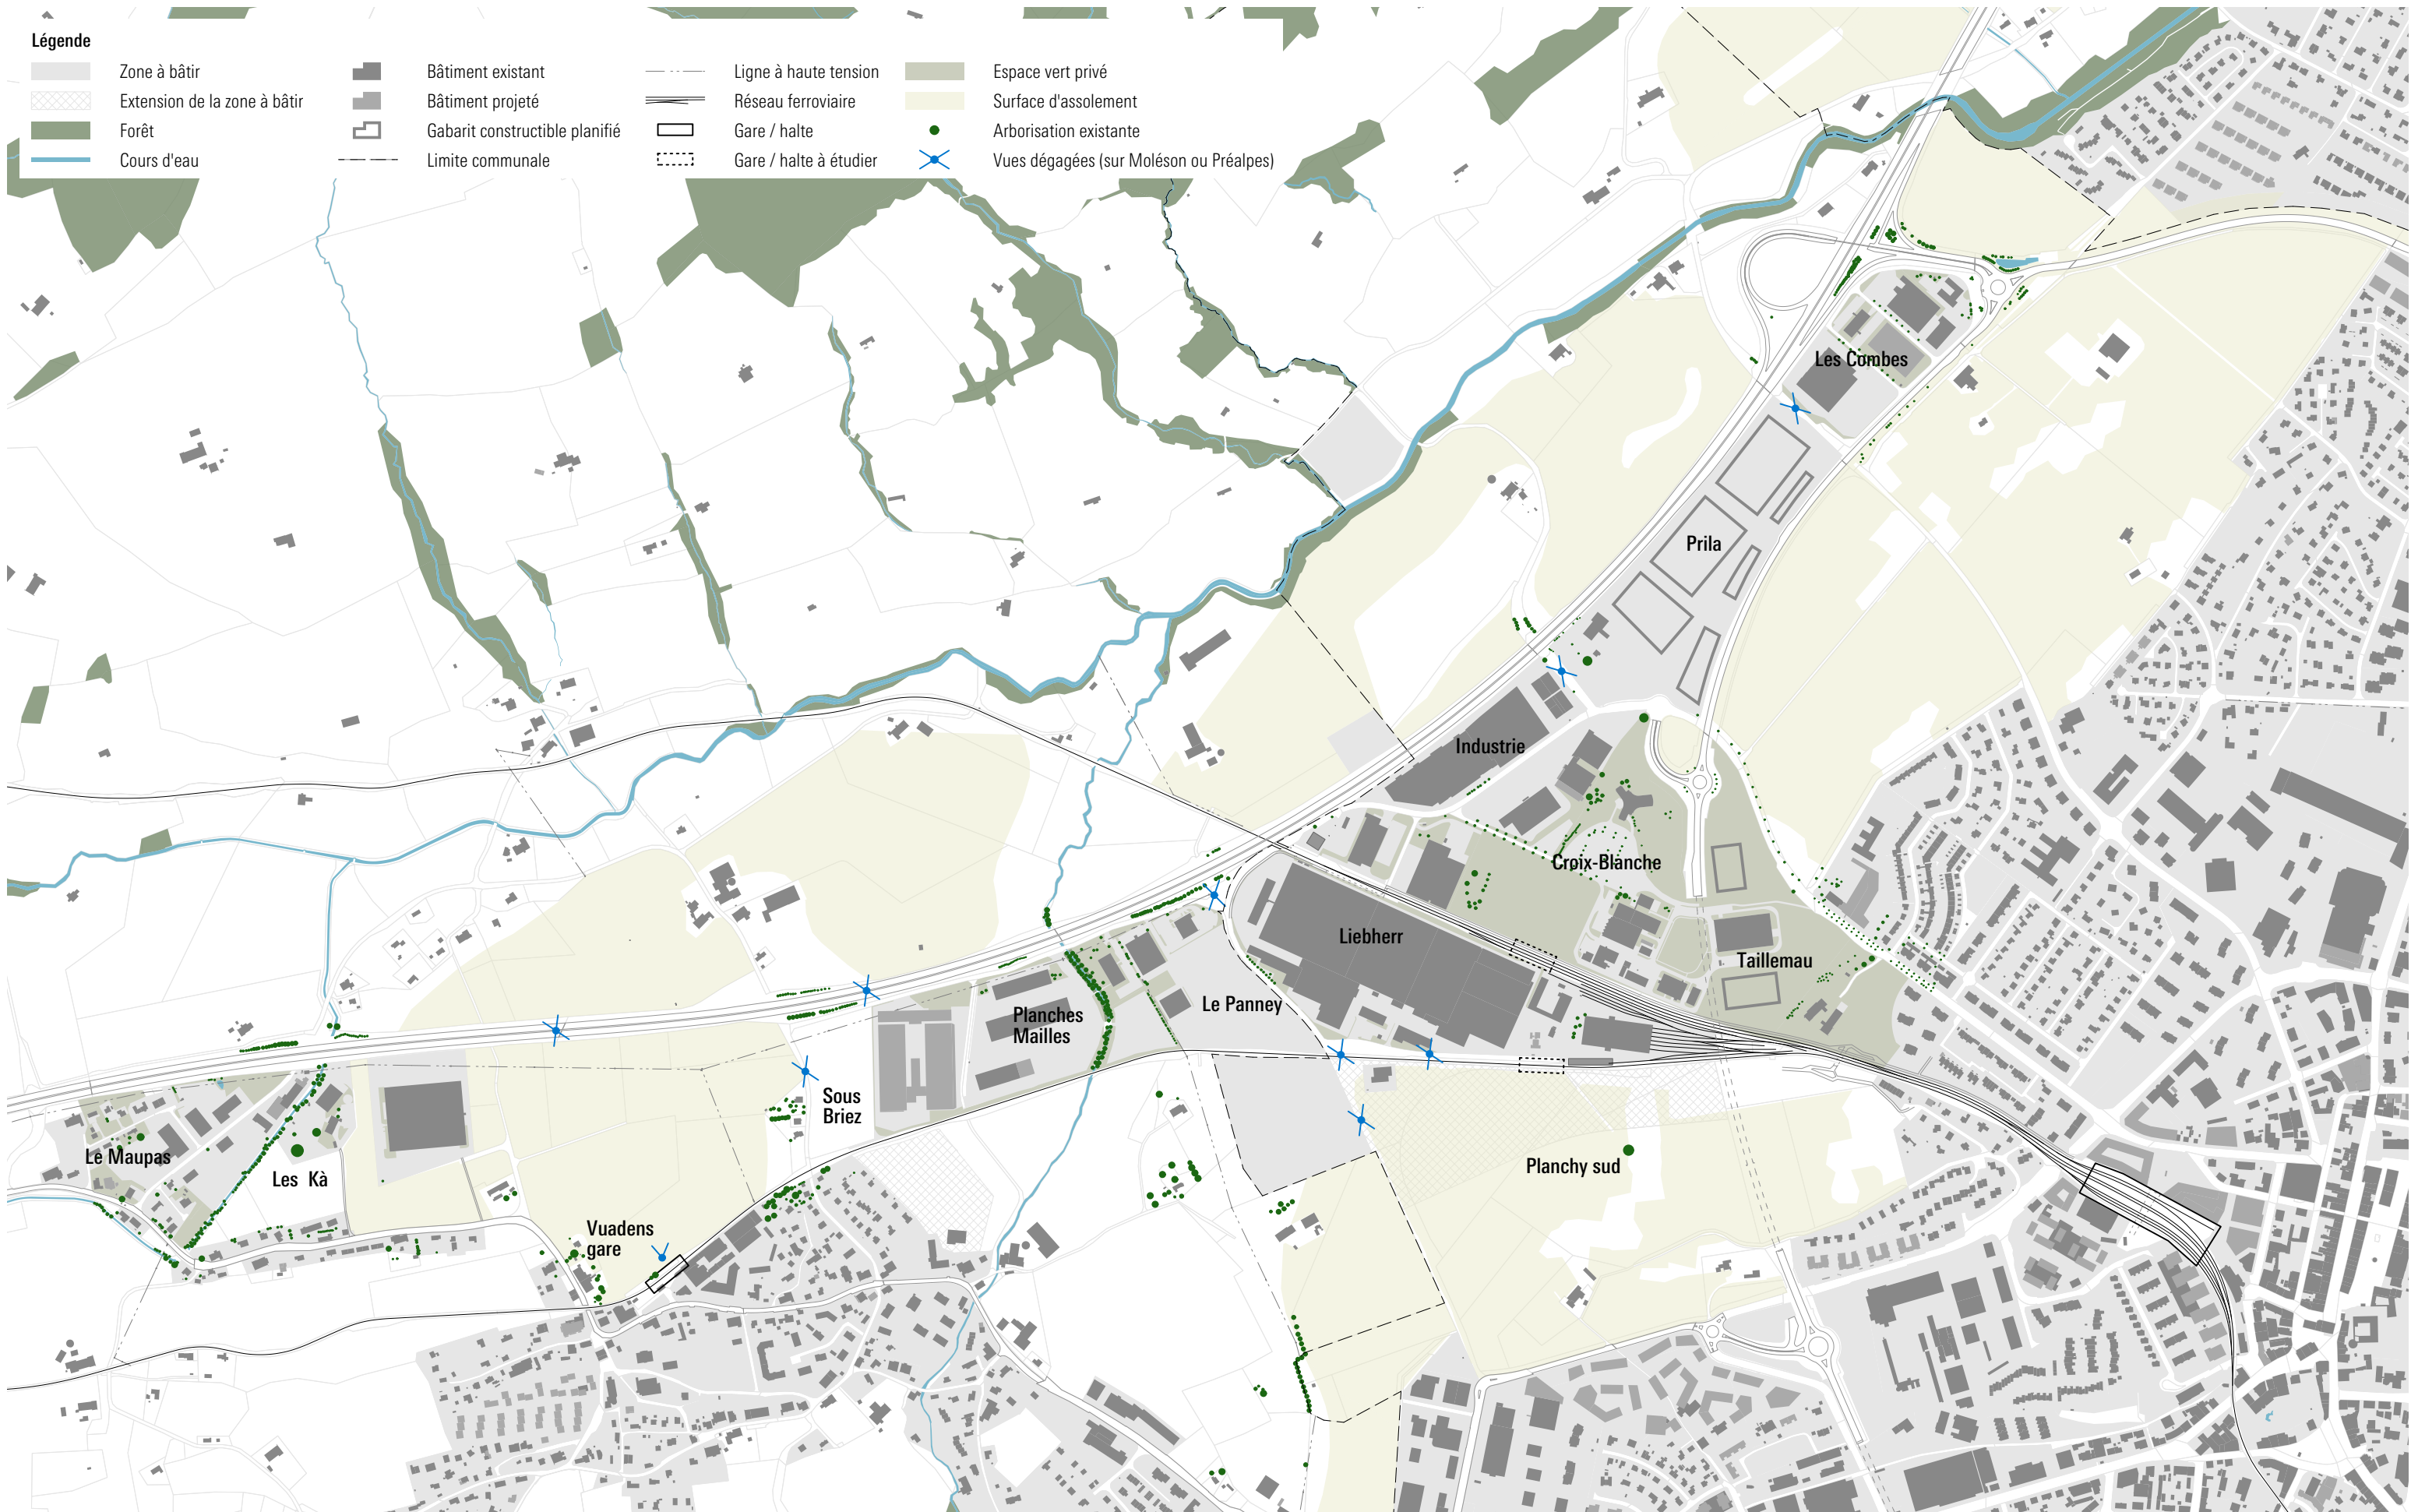 Légende
Zone à bâtir
Extension de la zone à bâtir
Forêt
Cours d'eau
Bâtiment existant
Bâtiment projeté
Gabarit constructible planifié
Limite communale
Ligne à haute tension
Réseau ferroviaire
Gare / halte
Gare / halte à étudier
Espace vert privé
Surface d'assolement
Arborisation existante
Vues dégagées (sur Moléson ou Préalpes)
Les Combes
Prila
Industrie
Croix-Blanche
Liebherr
Taillemau
Le Panney
Planches
Mailles
Sous
Briez
Le Maupas
Les Kà
Planchy sud
Vuadens
gare